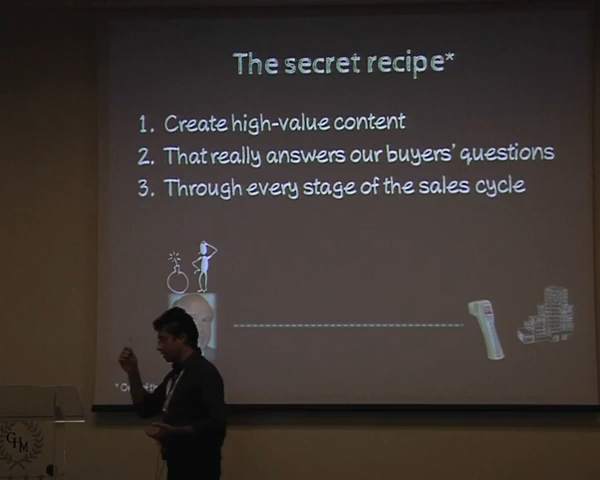 The secret recipe*
1. Create high-value content
2. That really answers our buyers' questions
3. Through every stage of the sales cycle
GHM